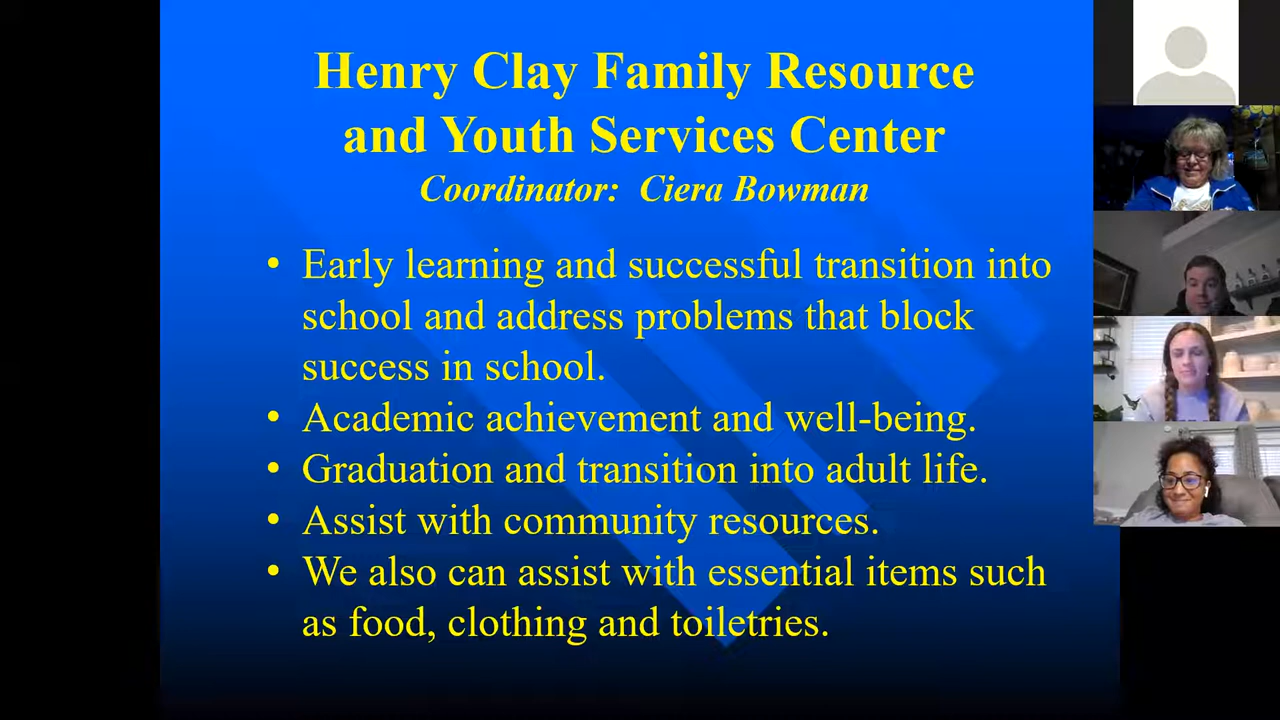 Henry Clay Family Resource
and Youth Services Center
Coordinator: Ciera Bowman
• Early learning and successful transition into
school and address problems that block
success in school.
• Academic achievement and well-being.
• Graduation and transition into adult life.
• Assist with community resources.
• We also can assist with essential items such
as food, clothing and toiletries.